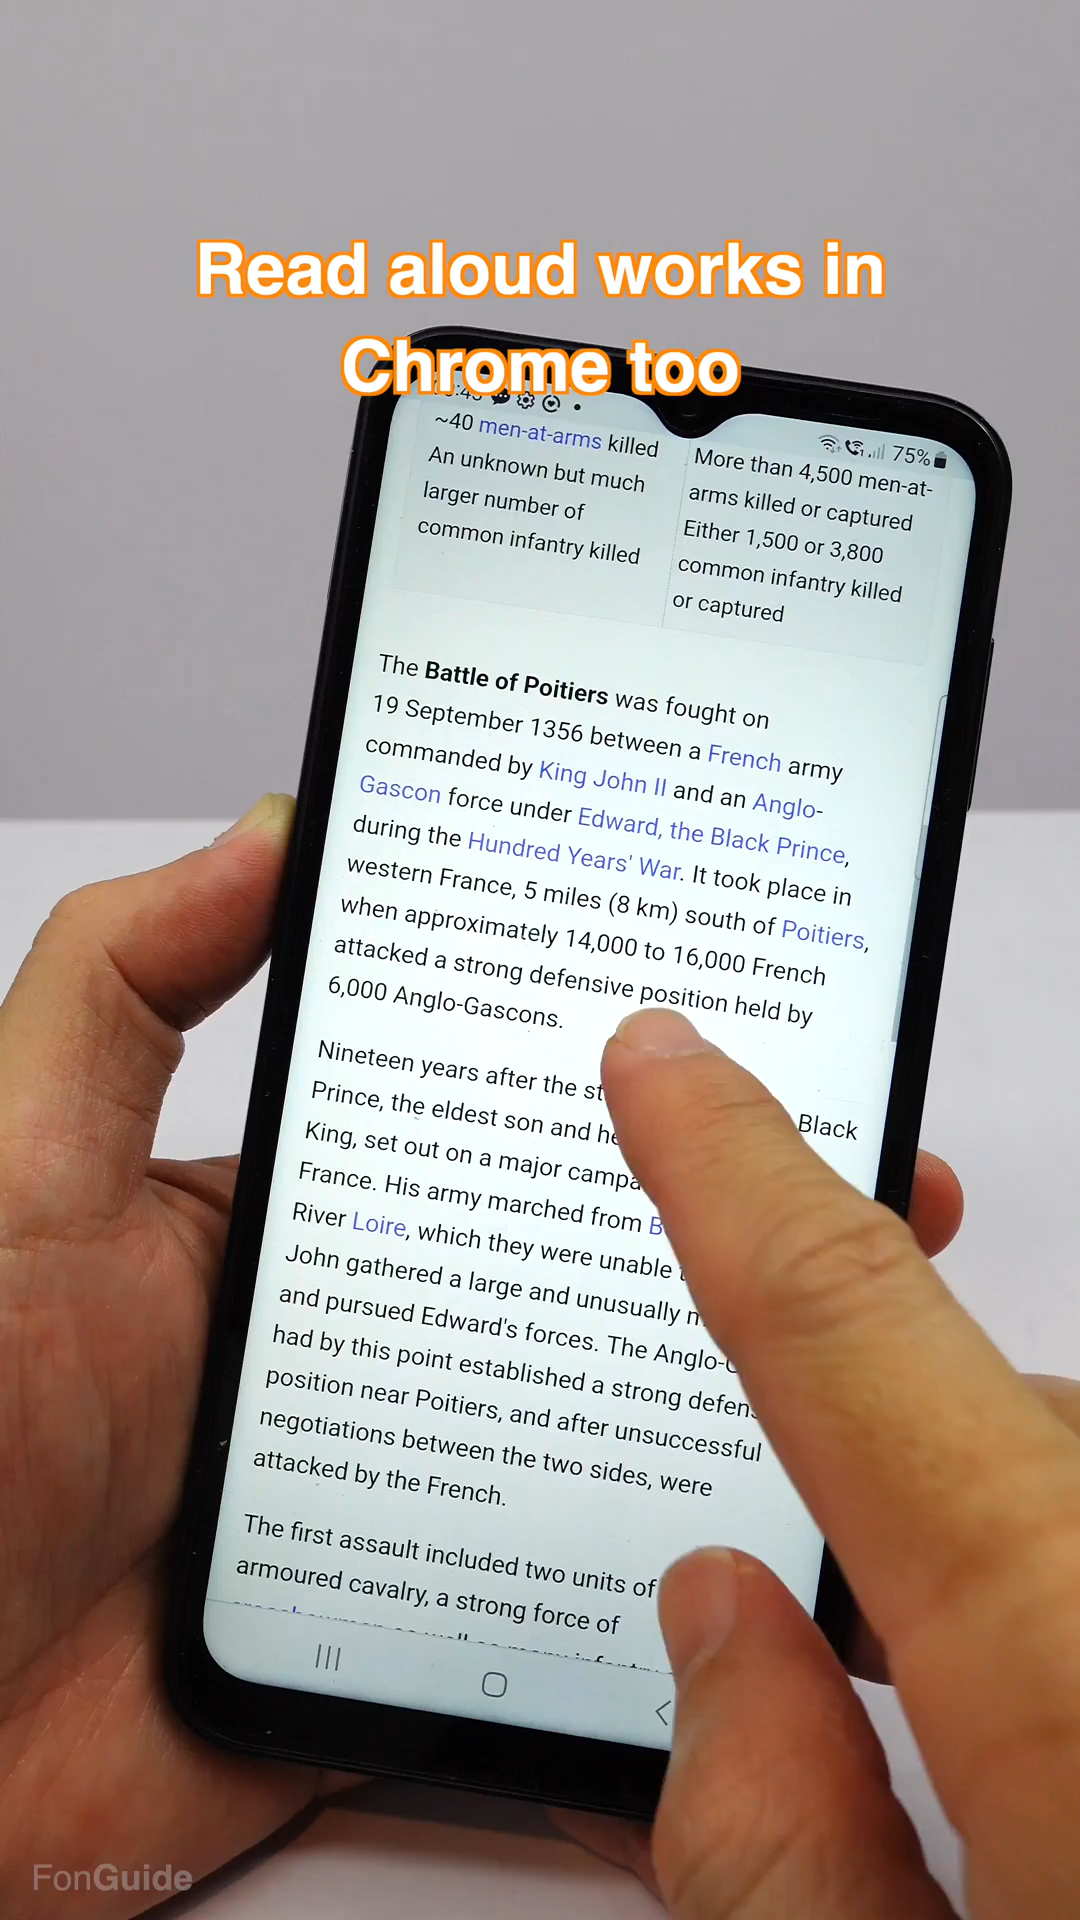 Read aloud works in
Chrome too
75%
~40 men-at-arms killed
An unknown but much
larger number of
common infantry killed
More than 4,500 men-at-
arms killed or captured
Either 1,500 or 3,800
common infantry killed
or captured
The Battle of Poitiers was fought on
19 September 1356 between a French army
commanded by King John II and an Anglo-
Gascon force under Edward, the Black Prince,
during the Hundred Years' War. It took place in
western France, 5 miles (8 km) south of Poitiers,
when approximately 14,000 to 16,000 French
attacked a strong defensive position held by
6,000 Anglo-Gascons.
Nineteen years after the Black
Prince, the eldest son and
King, set out on a major
France. His army marched from
River Loire, which they were unable
John gathered a large and unusually
and pursued Edward's forces. The
had by this point established a strong
position near Poitiers, and after unsuccessful
negotiations between the two sides, were
attacked by the French.
The first assault included two units of
armoured cavalry, a strong force of
FonGuide